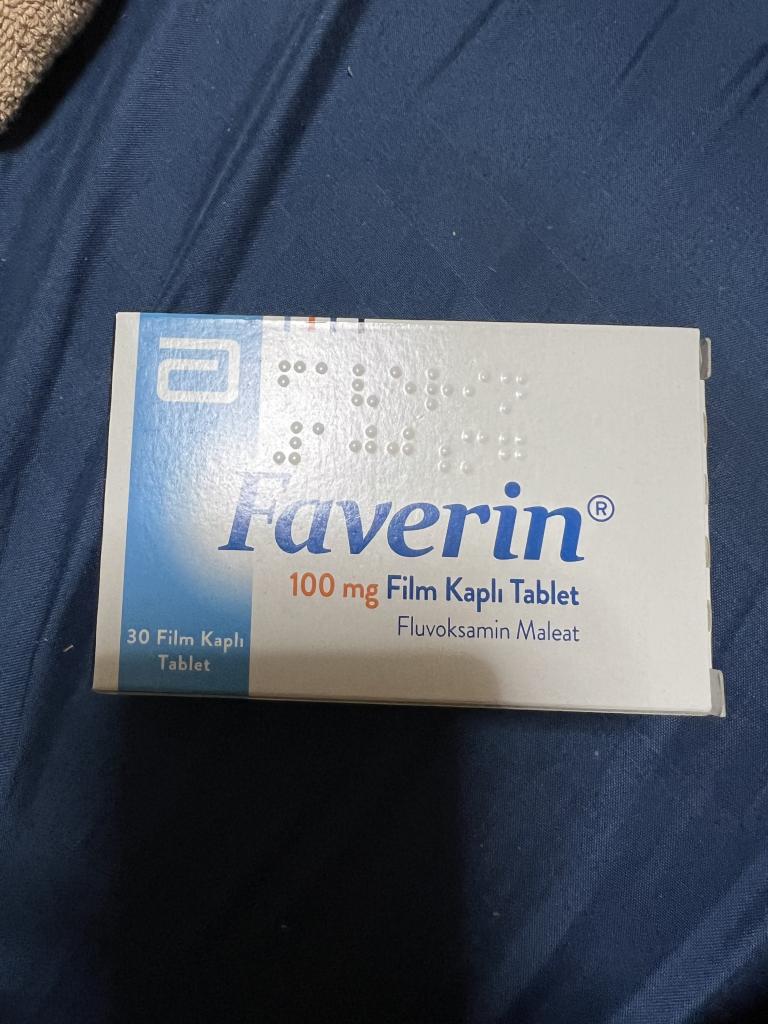 Faverin®
100 mg Film Kaplı Tablet
Fluvoksamin Maleat
30 Film Kaplı
Tablet